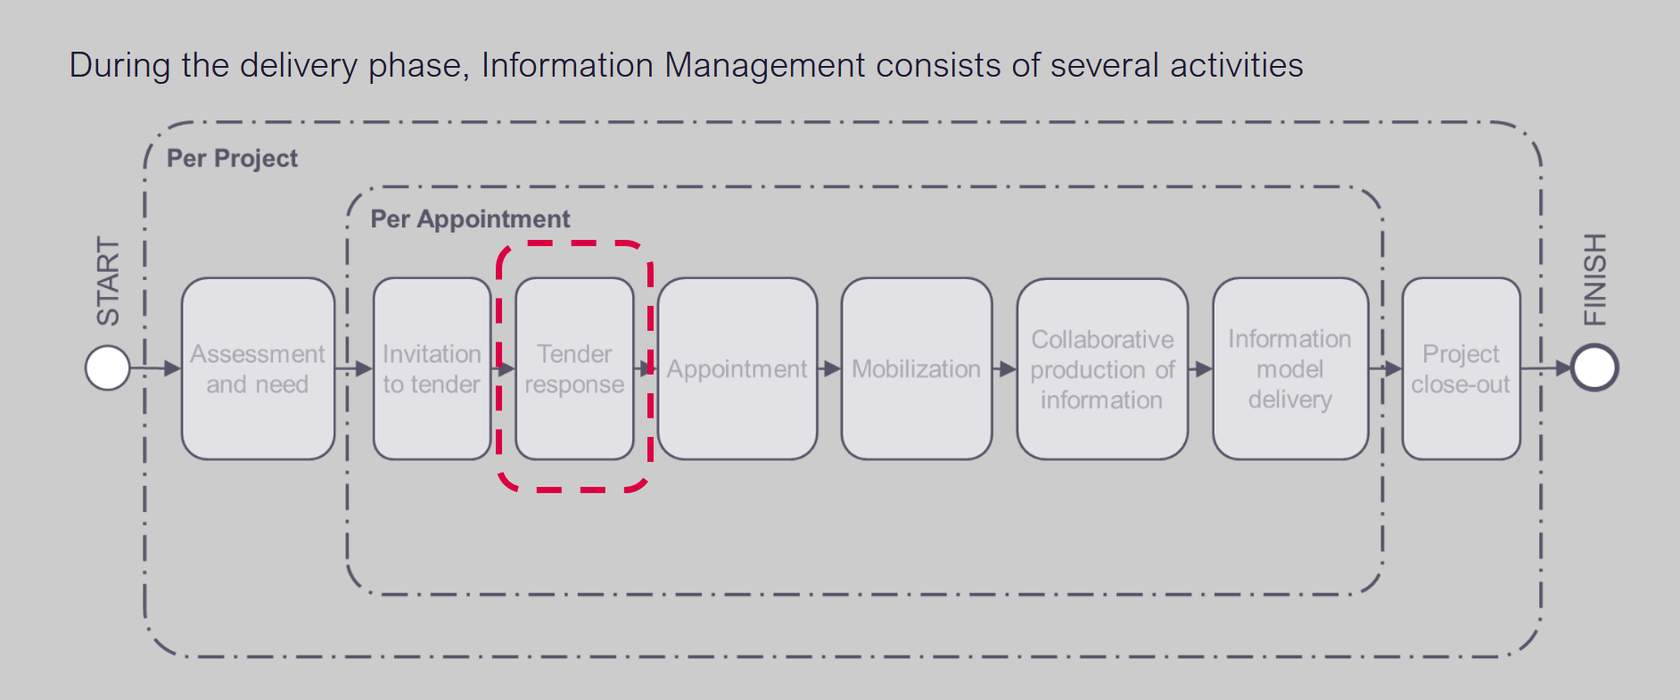 During the delivery phase, Information Management consists of several activities
Per Project
Per Appointment
START
Assessment
and need
Invitation
to tender
Tender
response
Appointment
Mobilization
Collaborative
production of
information
Information
model
delivery
Project
close-out
FINISH